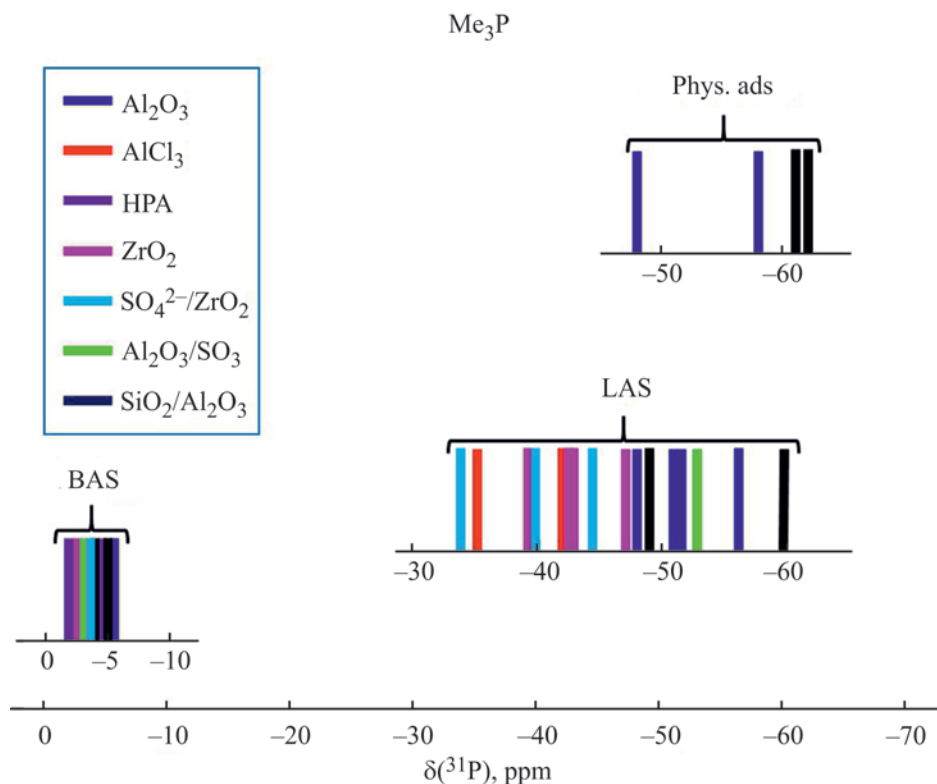 Me₃P
Al₂O₃
AlCl₃
HPA
ZrO₂
SO₄²⁻/ZrO₂
Al₂O₃/SO₃
SiO₂/Al₂O₃
Phys. ads
–50 –60
LAS
–30 –40 –50 –60
BAS
0 –5 –10
0 –10 –20 –30 –40 –50 –60 –70
δ(³¹P), ppm